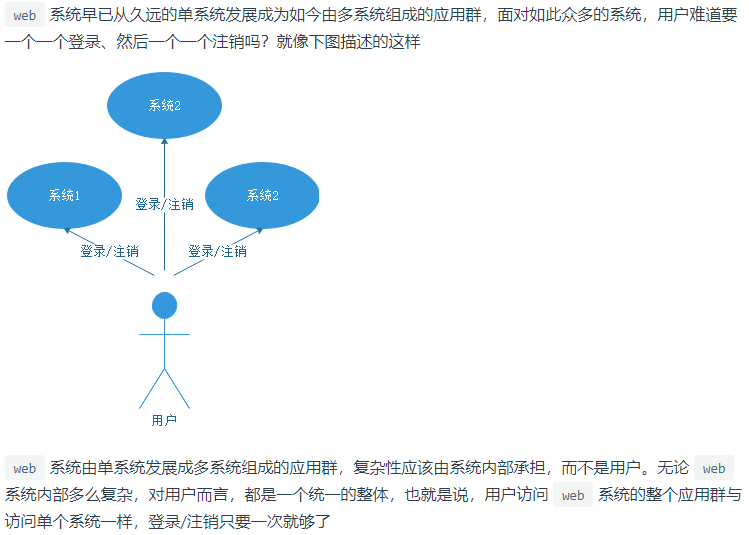 web 系统早已从久远的单系统发展成为如今由多系统组成的应用群，面对如此众多的系统，用户难道要
一个一个登录、然后一个一个注销吗？就像下图描述的这样
系统2
系统1
系统2
登录/注销
登录/注销
登录/注销
用户
web 系统由单系统发展成多系统组成的应用群，复杂性应该由系统内部承担，而不是用户。无论 web
系统内部多么复杂，对用户而言，都是一个统一的整体，也就是说，用户访问 web 系统的整个应用群与
访问单个系统一样，登录/注销只要一次就够了